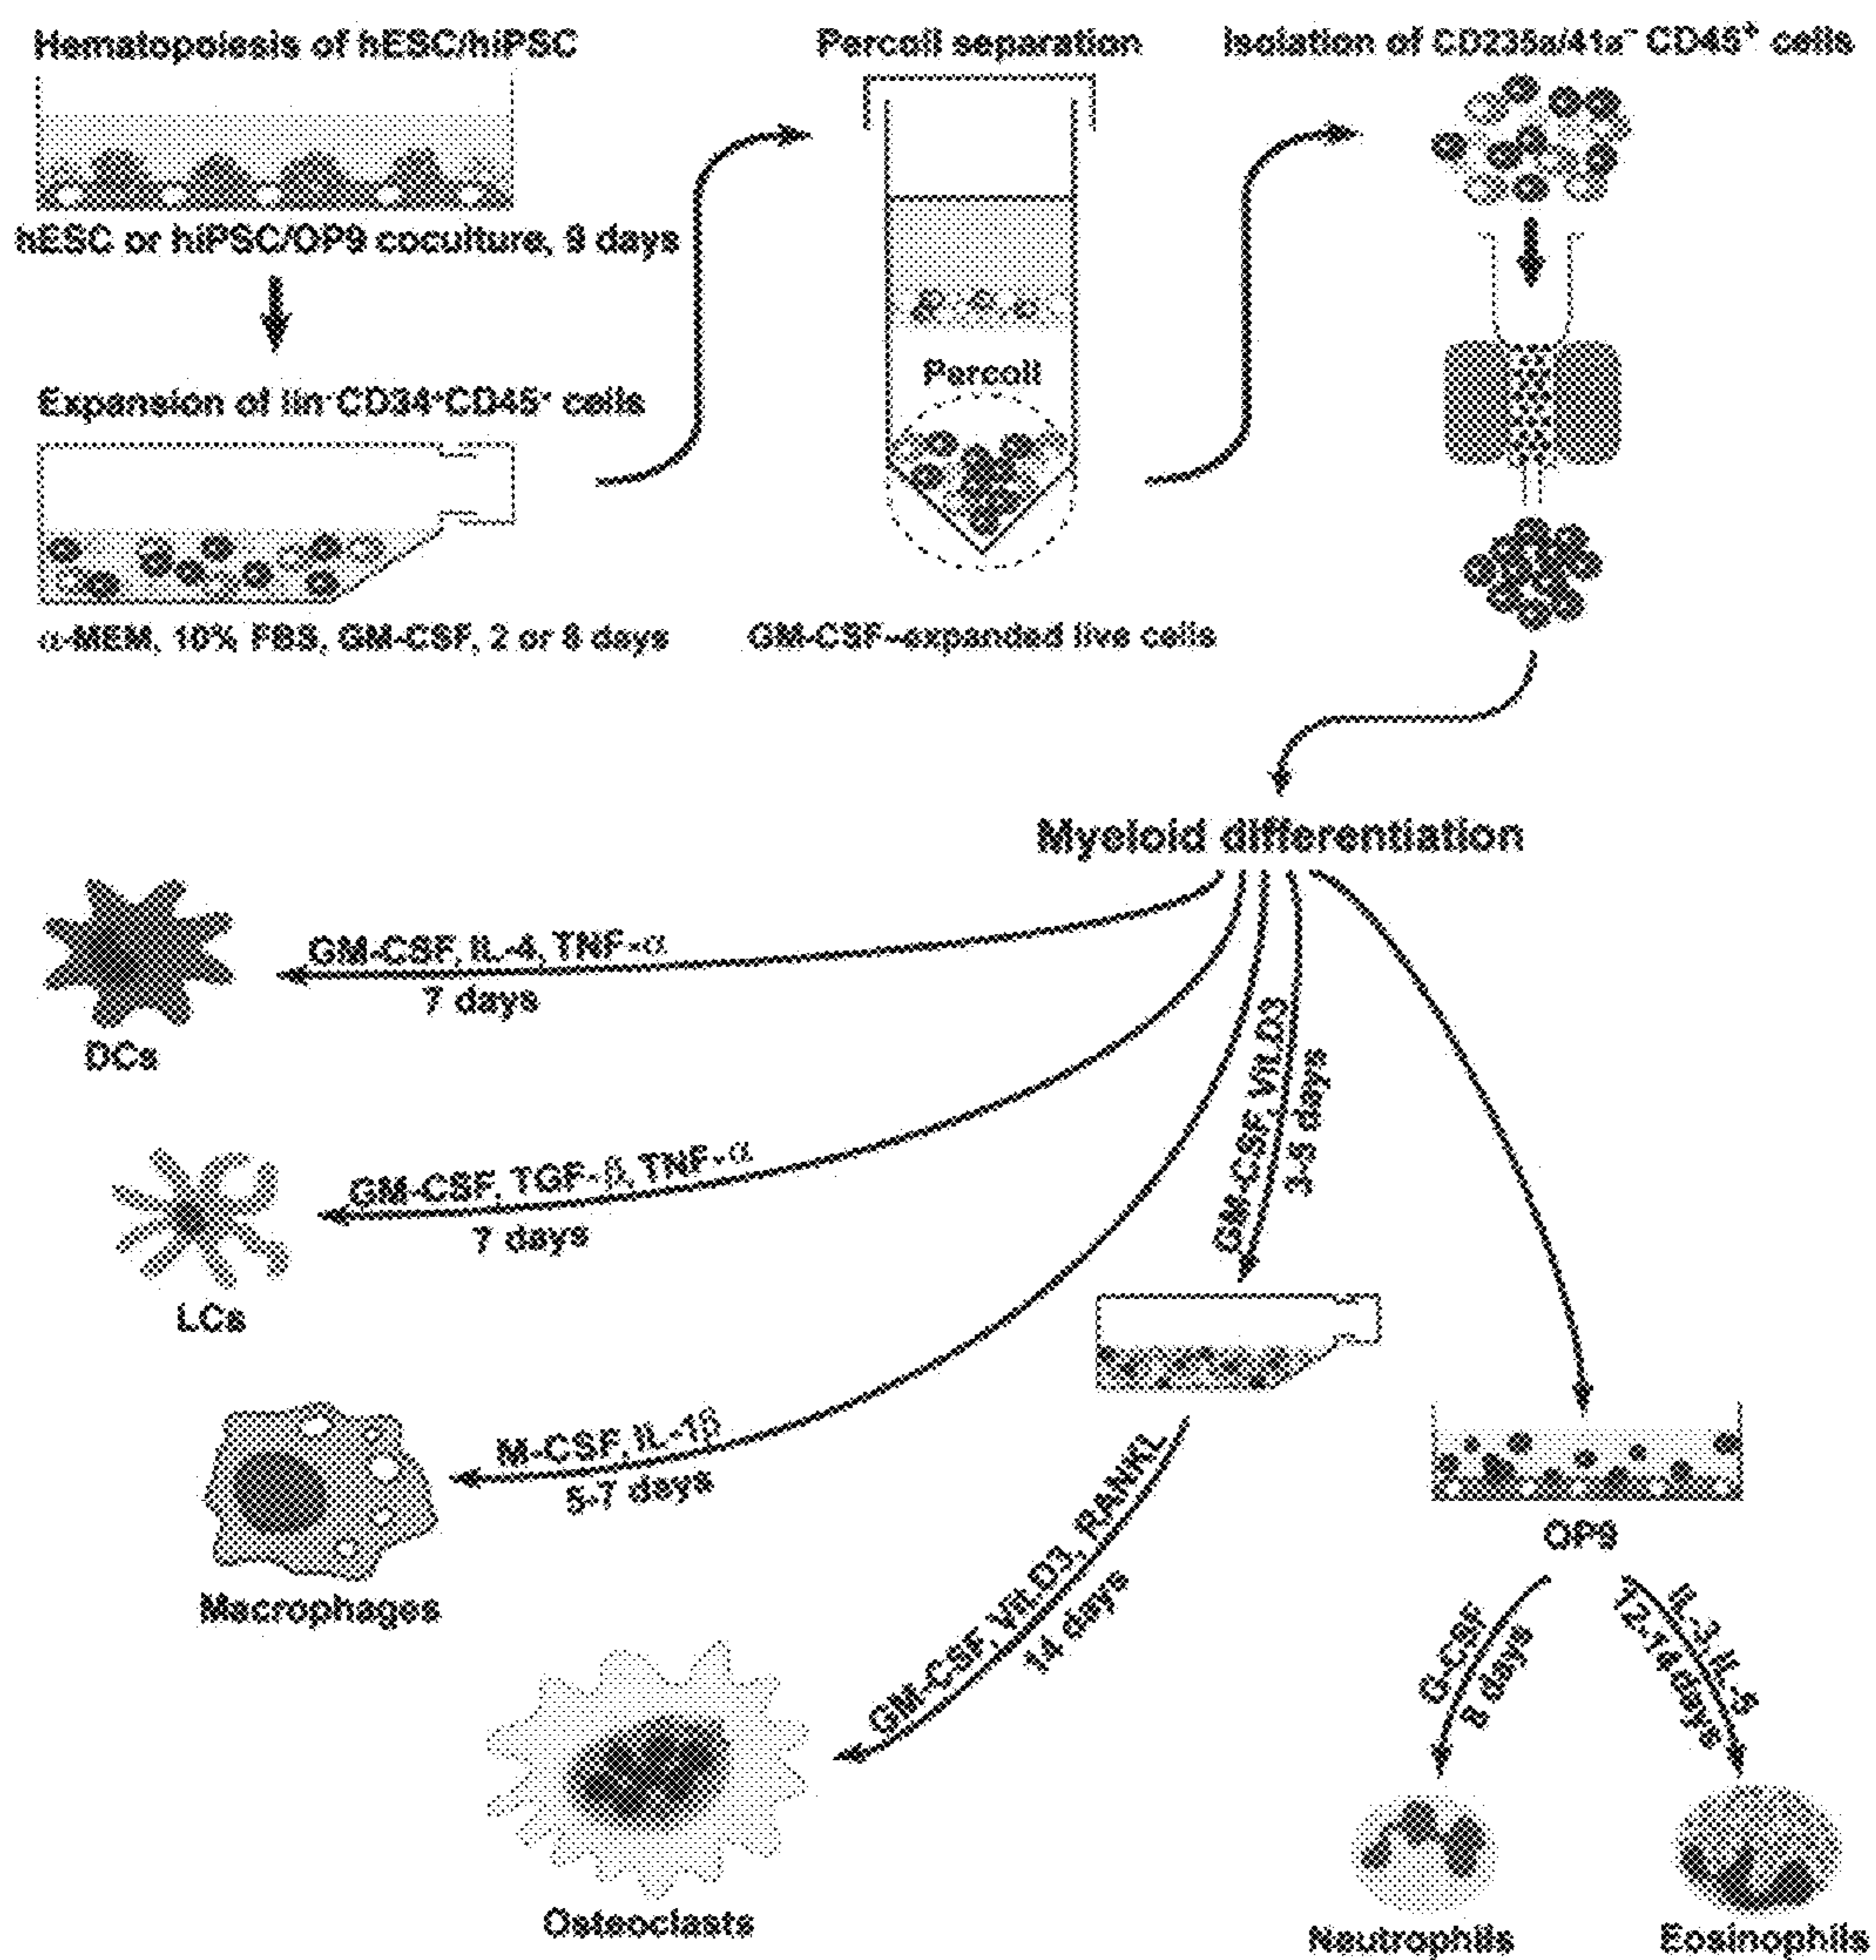 Hematopoiesis of hESC/hiPSC
hESC or hiPSC/OP9 coculture, 9 days
Expansion of lin⁻CD34⁺CD45⁺ cells
α-MEM, 10% FBS, GM-CSF, 2 or 8 days
Percoll separation
Percoll
GM-CSF-expanded live cells
Isolation of CD235a/41a⁻ CD45⁺ cells
Myeloid differentiation
GM-CSF, IL-4, TNF-α
7 days
DCs
GM-CSF, TGF-β, TNF-α
7 days
LCs
M-CSF, IL-1β
5-7 days
Macrophages
GM-CSF, Vit.D3
days
GM-CSF, Vit.D3, RANKL
14 days
Osteoclasts
OP9
G-CSF
8 days
Neutrophils
IL-3, IL-5
12-14 days
Eosinophils